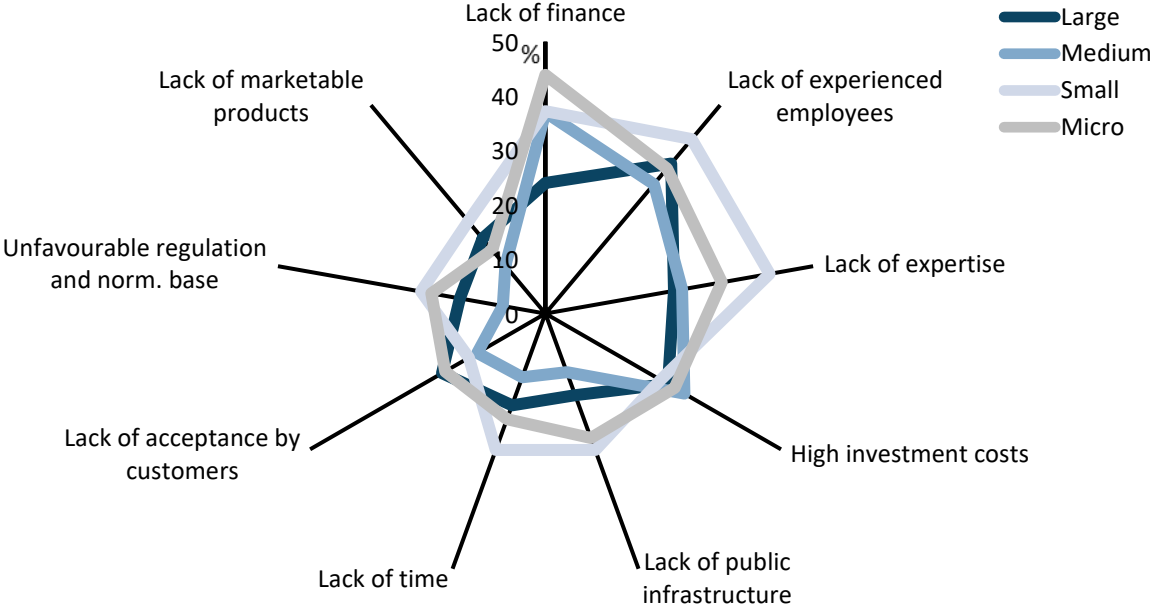 Lack of finance
50
%
40
30
20
10
0
Lack of experienced
employees
Lack of expertise
High investment costs
Lack of public
infrastructure
Lack of time
Lack of acceptance by
customers
Unfavourable regulation
and norm. base
Lack of marketable
products
Large
Medium
Small
Micro